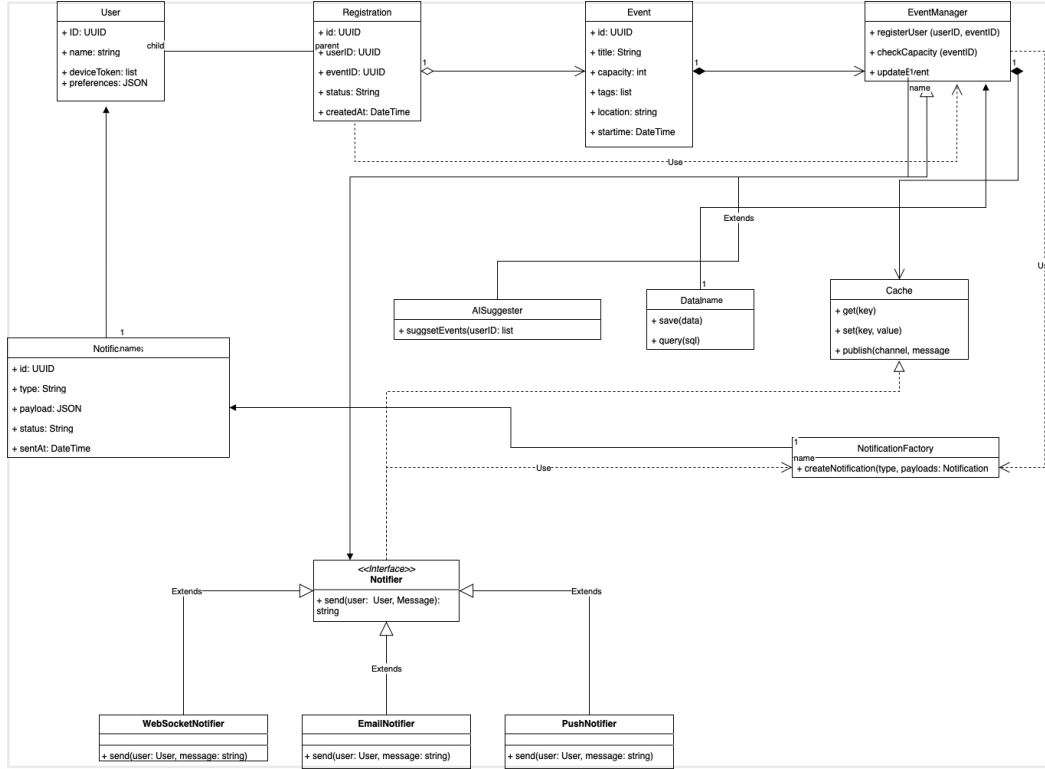 User
+ ID: UUID
+ name: string
+ deviceToken: list
+ preferences: JSON
child
Registration
+ id: UUID
parent
+ userID: UUID
+ eventID: UUID
+ status: String
+ createdAt: DateTime
1
Event
+ id: UUID
+ title: String
+ capacity: int
+ tags: list
+ location: string
+ startime: DateTime
1
EventManager
+ registerUser (userID, eventID)
+ checkCapacity (eventID)
1
1
name
Use
Extends
U
1
AISuggester
+ suggsetEvents(userID: list
name
+ save(data)
+ query(sql)
Cache
+ get(key)
+ set(key, value)
+ publish(channel, message
1
name
+ id: UUID
+ type: String
+ payload: JSON
+ status: String
+ sentAt: DateTime
1
NotificationFactory
name
+ createNotification(type, payloads: Notification
Use
<<Interface>>
Notifier
+ send(user:  User, Message):
string
Extends
Extends
Extends
WebSocketNotifier
+ send(user: User, message: string)
EmailNotifier
+ send(user: User, message: string)
PushNotifier
+ send(user: User, message: string)